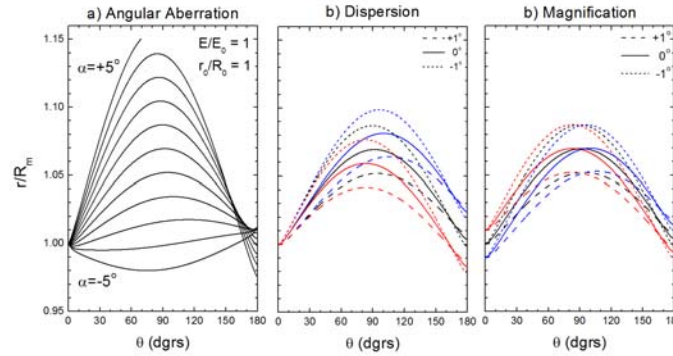 a) Angular Aberration
b) Dispersion
b) Magnification
r/Rₘ
1.15
1.10
1.05
1.00
0.95
α=+5°
E/E₀ = 1
r₀/R₀ = 1
α=-5°
+1°
0°
-1°
+1°
0°
-1°
0 30 60 90 120 150 180
0 30 60 90 120 150 180
0 30 60 90 120 150 180
θ (dgrs)
θ (dgrs)
θ (dgrs)